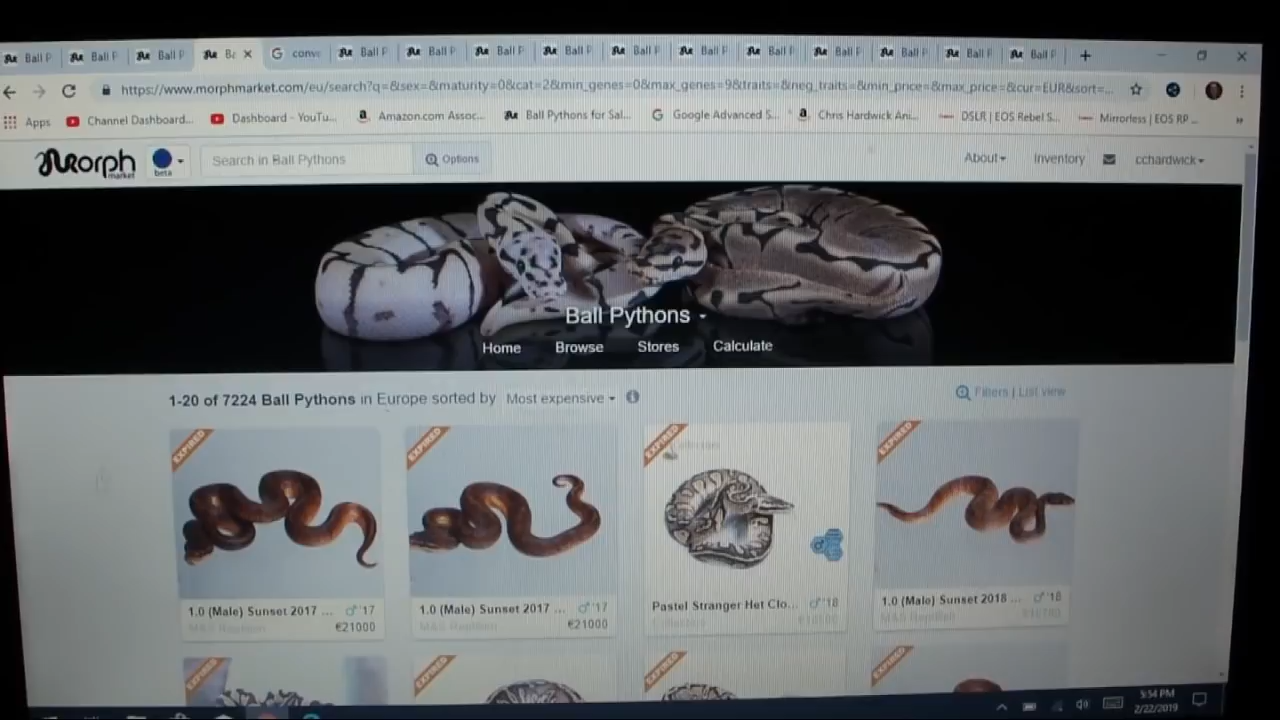 Ball P
Ball P
Ball P
Ba
conve
Ball P
Ball P
Ball P
Ball P
Ball P
Ball P
Ball P
Ball P
Ball P
Ball P
Ball P
https://www.morphmarket.com/eu/search?q=&sex=&maturity=0&cat=2&min_genes=0&max_genes=9&traits=&neg_traits=&min_price=&max_price=&cur=EUR&sort=...
Apps
Channel Dashboard...
Dashboard - YouTu...
Amazon.com Assoc...
Ball Pythons for Sal...
Google Advanced S...
Chris Hardwick Ani...
DSLR | EOS Rebel S...
Mirrorless | EOS RP ...
Morph
market
beta
Search in Ball Pythons
Options
About
Inventory
cchardwick
Ball Pythons
Home Browse Stores Calculate
1-20 of 7224 Ball Pythons in Europe sorted by Most expensive
Filters | List view
EXPIRED
1.0 (Male) Sunset 2017 ... ♂'17
€21000
EXPIRED
1.0 (Male) Sunset 2017 ... ♂'17
€21000
EXPIRED
Pastel Stranger Het Clo... ♂'18
EXPIRED
1.0 (Male) Sunset 2018 ... ♂'18
EXPIRED
EXPIRED
EXPIRED
EXPIRED
5:54 PM
2/22/2019